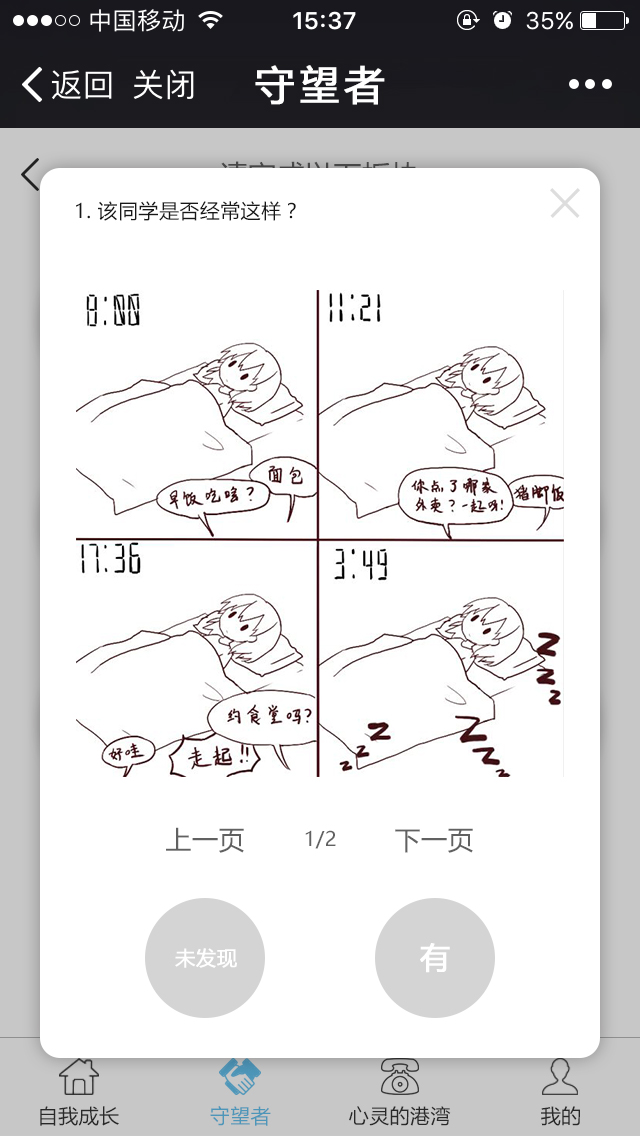 中国移动 15:37 35%
返回 关闭 守望者
1. 该同学是否经常这样？
8:00
面包
早饭吃啥？
11:21
你点了哪家
外卖？一起呀!
猪脚饭
17:36
约食堂吗?
好哇
走起!!
3:49
z z z
z z z
z z z z
上一页 1/2 下一页
未发现 有
自我成长 守望者 心灵的港湾 我的